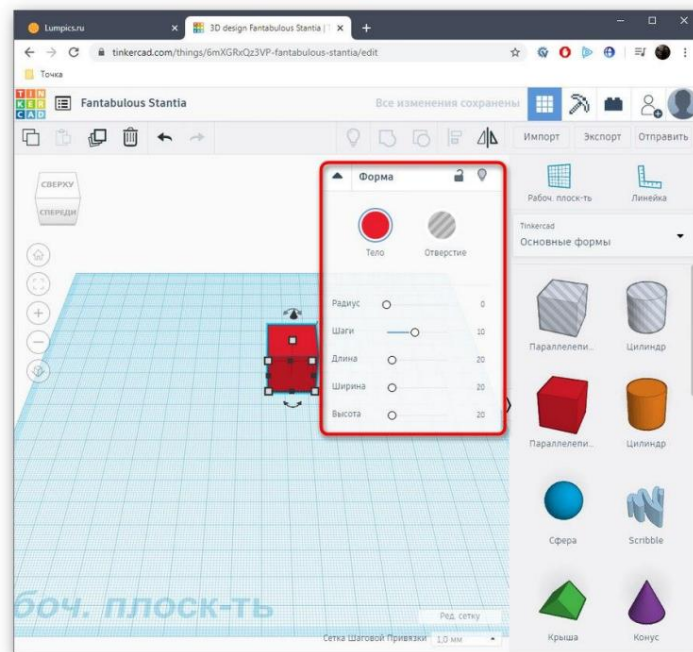 Lumpics.ru
3D design Fantabulous Stantia | T
tinkercad.com/things/6mXGRxQz3VP-fantabulous-stantia/edit
Точка
TIN
KER
CAD
Fantabulous Stantia
Все изменения сохранены
Импорт
Экспорт
Отправить
СВЕРХУ
СПЕРЕДИ
Форма
Тело
Отверстие
Радиус
0
Шаги
10
Длина
20
Ширина
20
Высота
20
Рабоч. плоск-ть
Линейка
Tinkercad
Основные формы
Параллелепи...
Цилиндр
Параллелепи...
Цилиндр
Сфера
Scribble
Крыша
Конус
боч. плоск-ть
Ред. сетку
Сетка Шаговой Привязки
1,0 мм